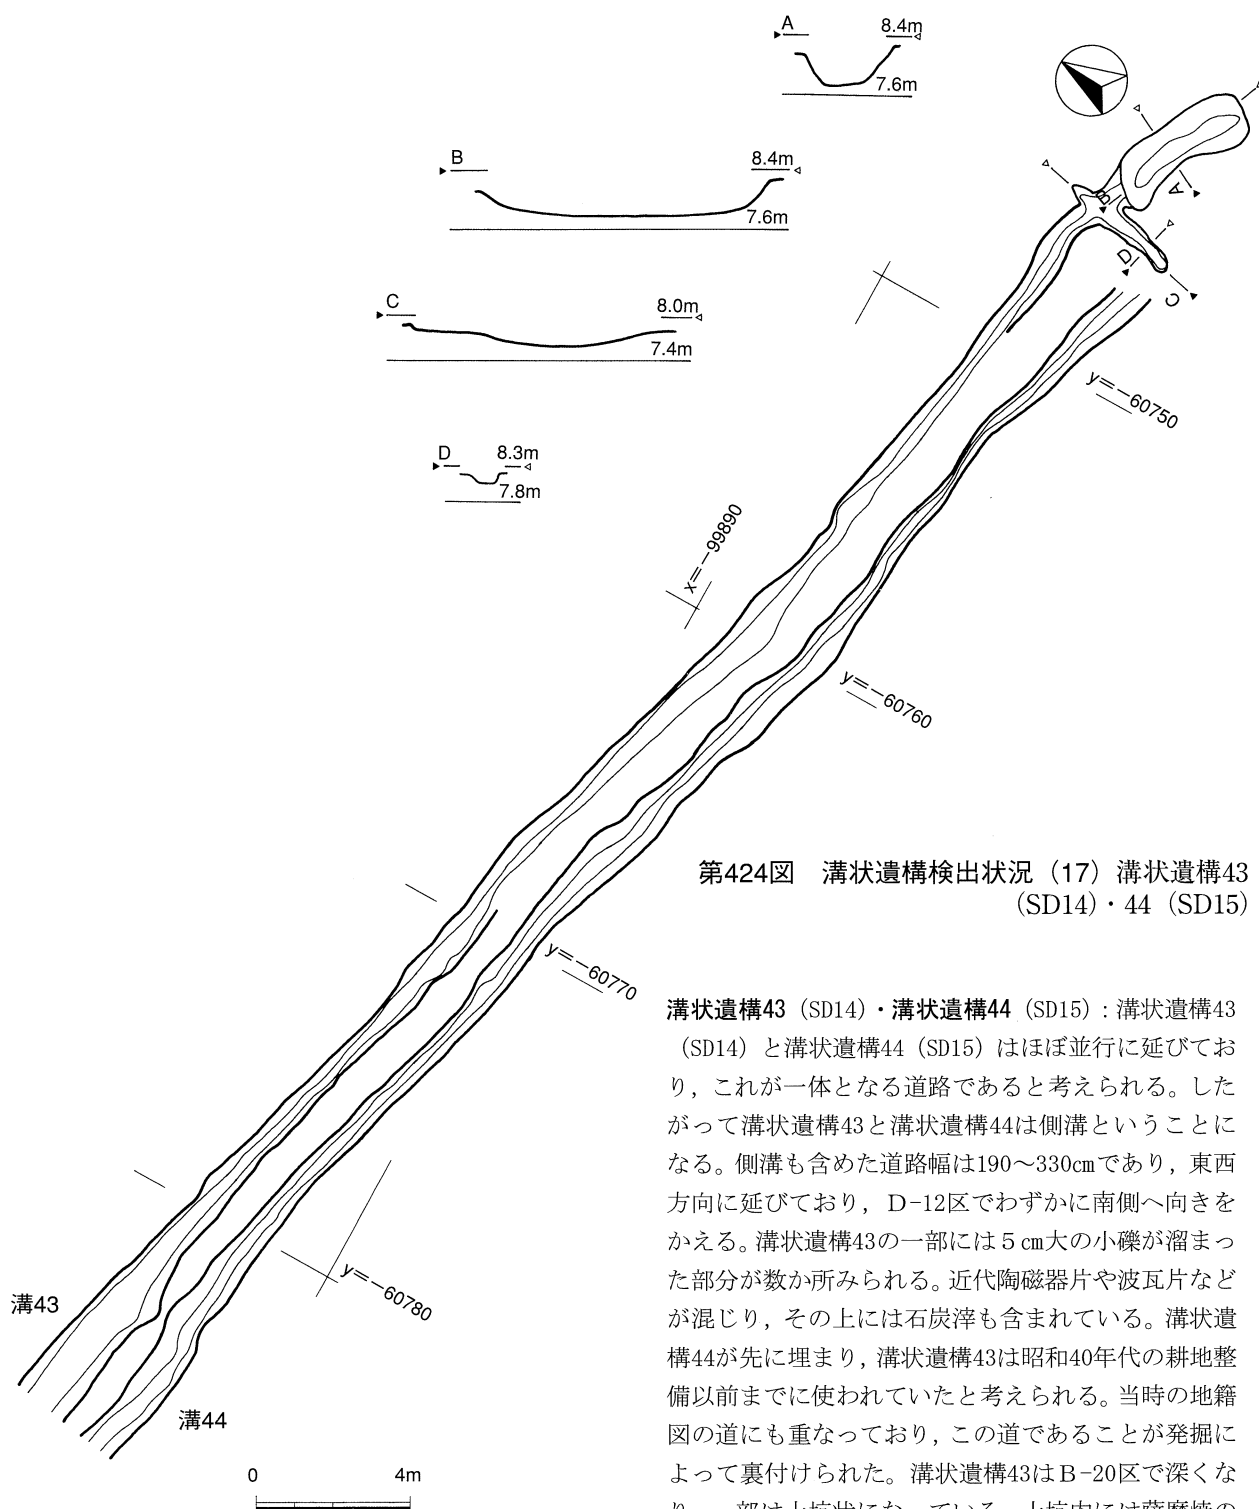 A
8.4m
7.6m
B
8.4m
7.6m
C
8.0m
7.4m
D
8.3m
7.8m
A
B
D
C
y=-60750
x=-99890
y=-60760
y=-60770
y=-60780
溝43
溝44
0 4m
第424図 溝状遺構検出状況（17）溝状遺構43
（SD14）・44（SD15）
溝状遺構43（SD14）・溝状遺構44（SD15）：溝状遺構43
（SD14）と溝状遺構44（SD15）はほぼ並行に延びてお
り，これが一体となる道路であると考えられる。した
がって溝状遺構43と溝状遺構44は側溝ということに
なる。側溝も含めた道路幅は190～330㎝であり，東西
方向に延びており，Ｄ-12区でわずかに南側へ向きを
かえる。溝状遺構43の一部には５㎝大の小礫が溜まっ
た部分が数か所みられる。近代陶磁器片や波瓦片など
が混じり，その上には石炭滓も含まれている。溝状遺
構44が先に埋まり，溝状遺構43は昭和40年代の耕地整
備以前までに使われていたと考えられる。当時の地籍
図の道にも重なっており，この道であることが発掘に
よって裏付けられた。溝状遺構43はＢ-20区で深くな